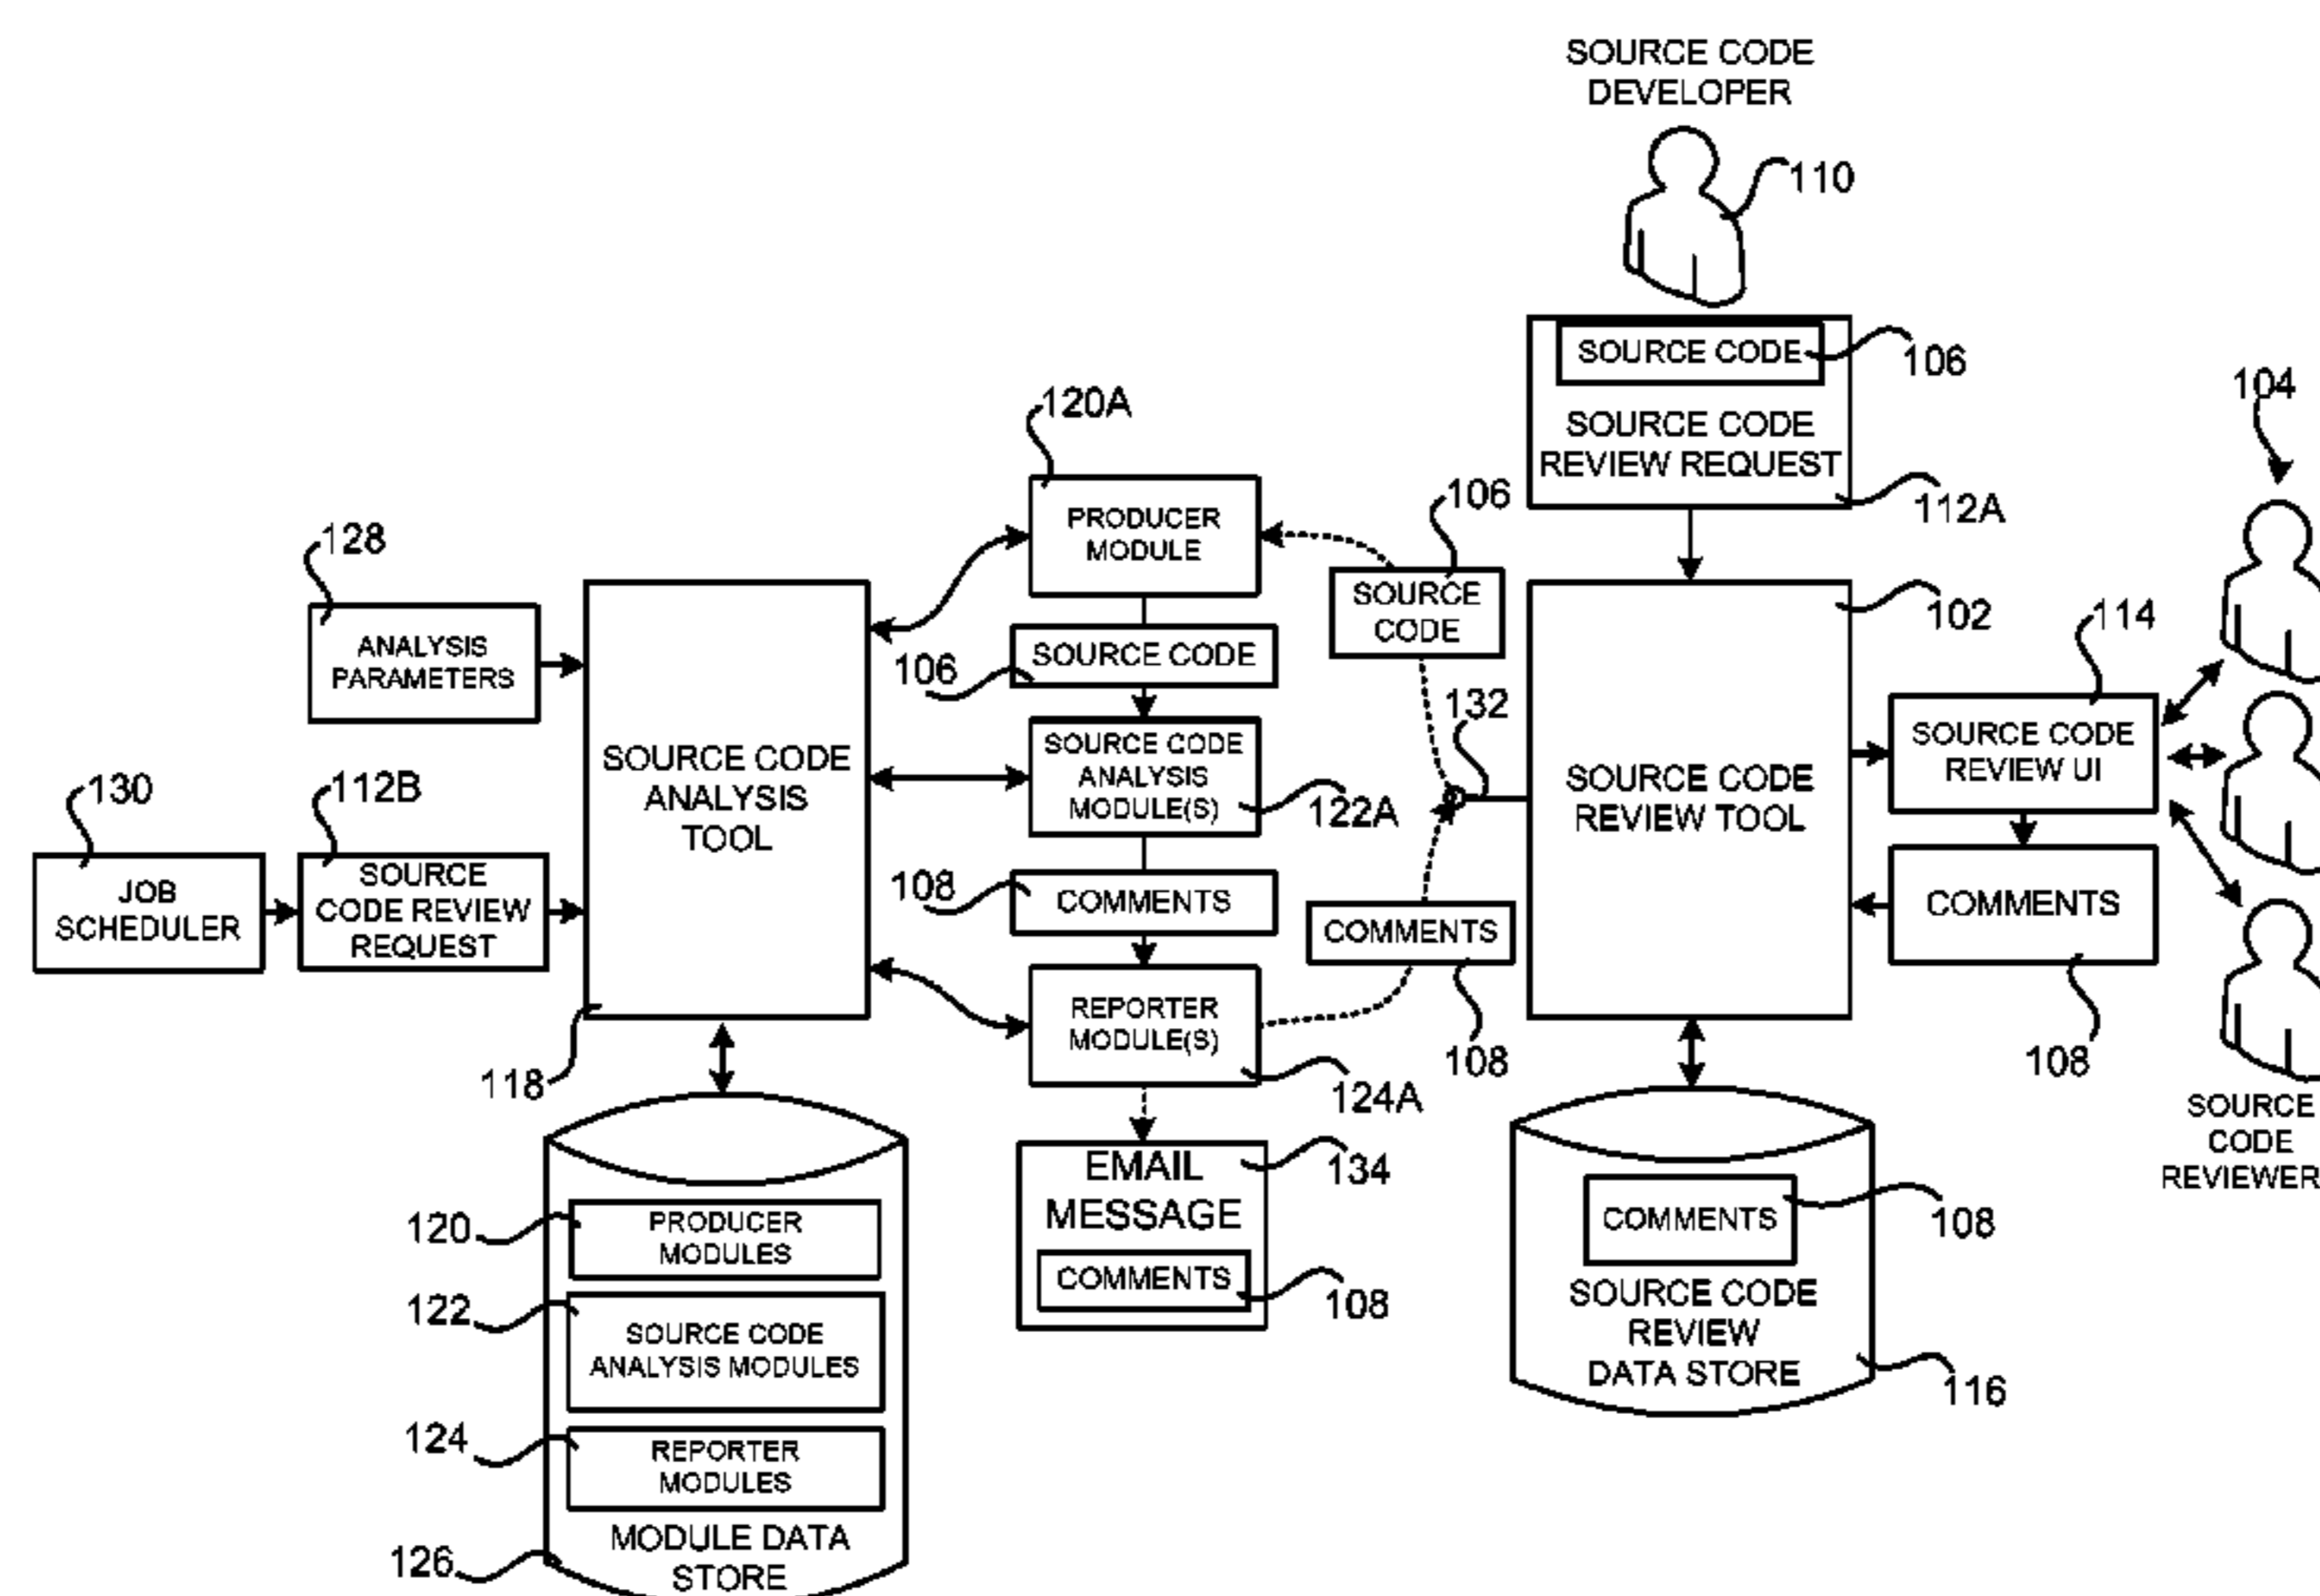 SOURCE CODE
DEVELOPER
110
SOURCE CODE
106
SOURCE CODE
REVIEW REQUEST
112A
104
120A
PRODUCER
MODULE
106
SOURCE
CODE
128
ANALYSIS
PARAMETERS
SOURCE CODE
106
102
114
132
SOURCE CODE
ANALYSIS
TOOL
118
SOURCE CODE
ANALYSIS
MODULE(S)
122A
SOURCE CODE
REVIEW TOOL
SOURCE CODE
REVIEW UI
130
JOB
SCHEDULER
112B
SOURCE
CODE REVIEW
REQUEST
108
COMMENTS
COMMENTS
108
COMMENTS
108
REPORTER
MODULE(S)
124A
SOURCE
CODE
REVIEWER
EMAIL
MESSAGE
134
COMMENTS
108
COMMENTS
108
SOURCE CODE
REVIEW
DATA STORE
116
120
PRODUCER
MODULES
122
SOURCE CODE
ANALYSIS MODULES
124
REPORTER
MODULES
MODULE DATA
STORE
126